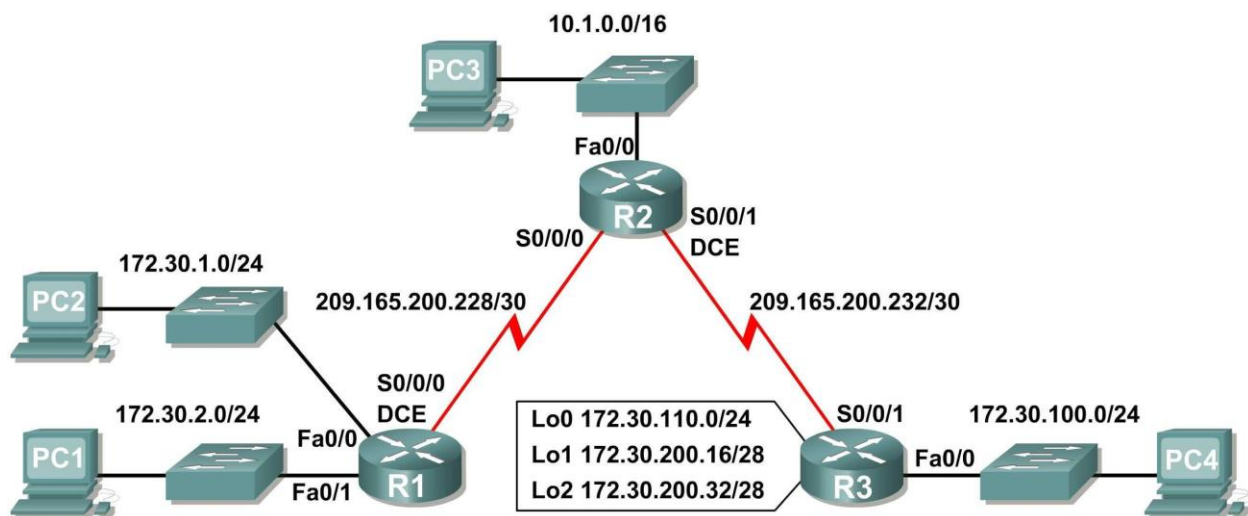 10.1.0.0/16
PC3
Fa0/0
R2
S0/0/1
DCE
S0/0/0
172.30.1.0/24
PC2
209.165.200.228/30
209.165.200.232/30
S0/0/0
DCE
172.30.2.0/24
Fa0/0
PC1
Fa0/1
R1
Lo0 172.30.110.0/24
Lo1 172.30.200.16/28
Lo2 172.30.200.32/28
S0/0/1
172.30.100.0/24
Fa0/0
R3
PC4